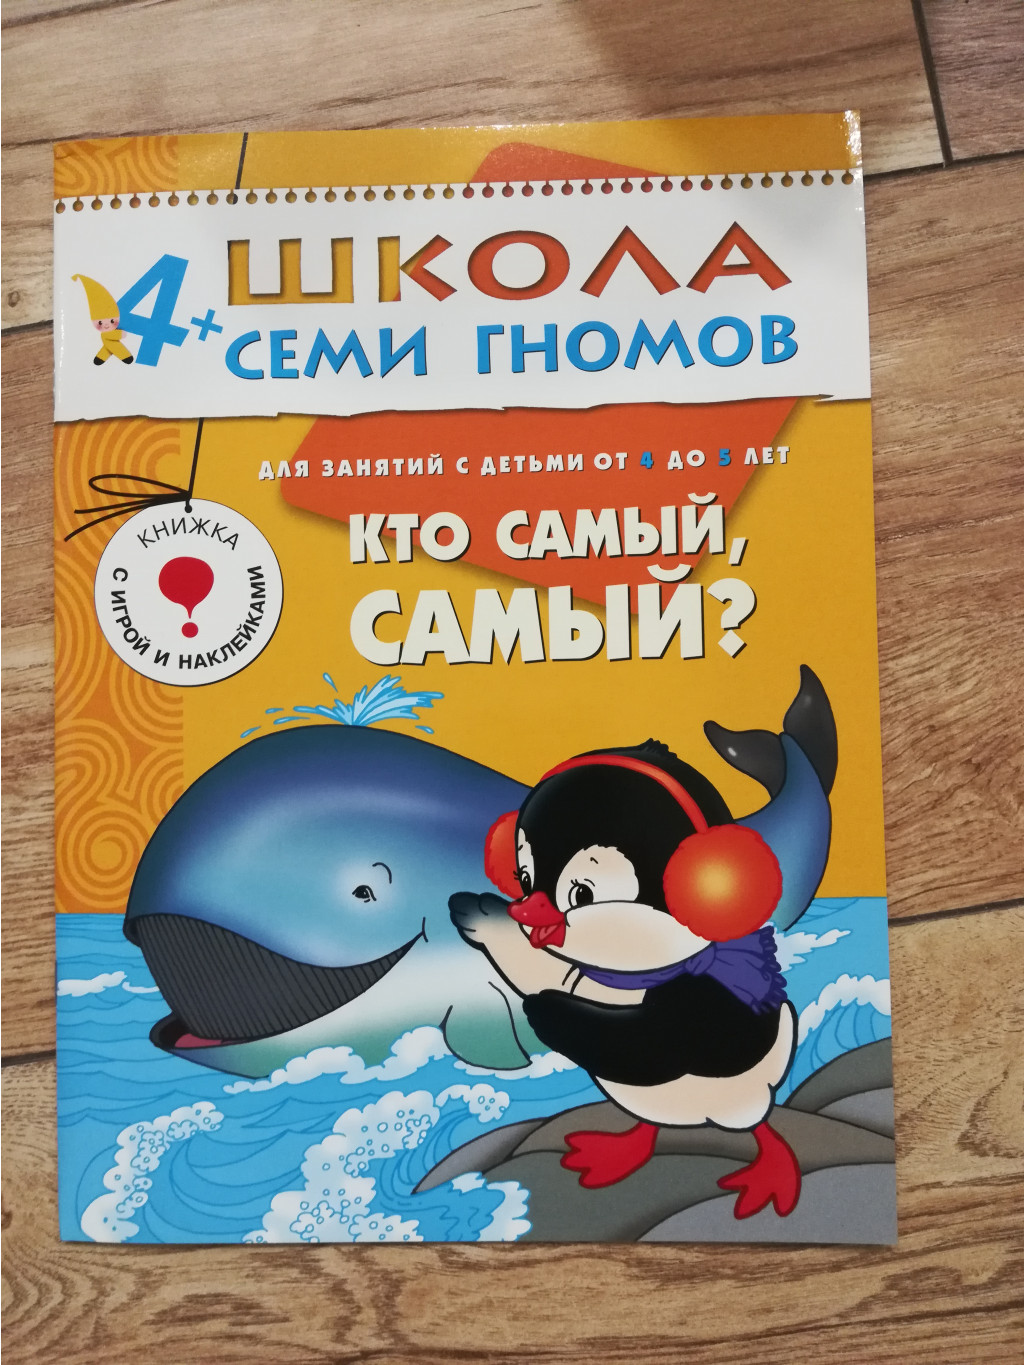 4+
ШКОЛА
СЕМИ ГНОМОВ
ДЛЯ ЗАНЯТИЙ С ДЕТЬМИ ОТ 4 ДО 5 ЛЕТ
КТО САМЫЙ,
САМЫЙ?
КНИЖКА
С ИГРОЙ И НАКЛЕЙКАМИ